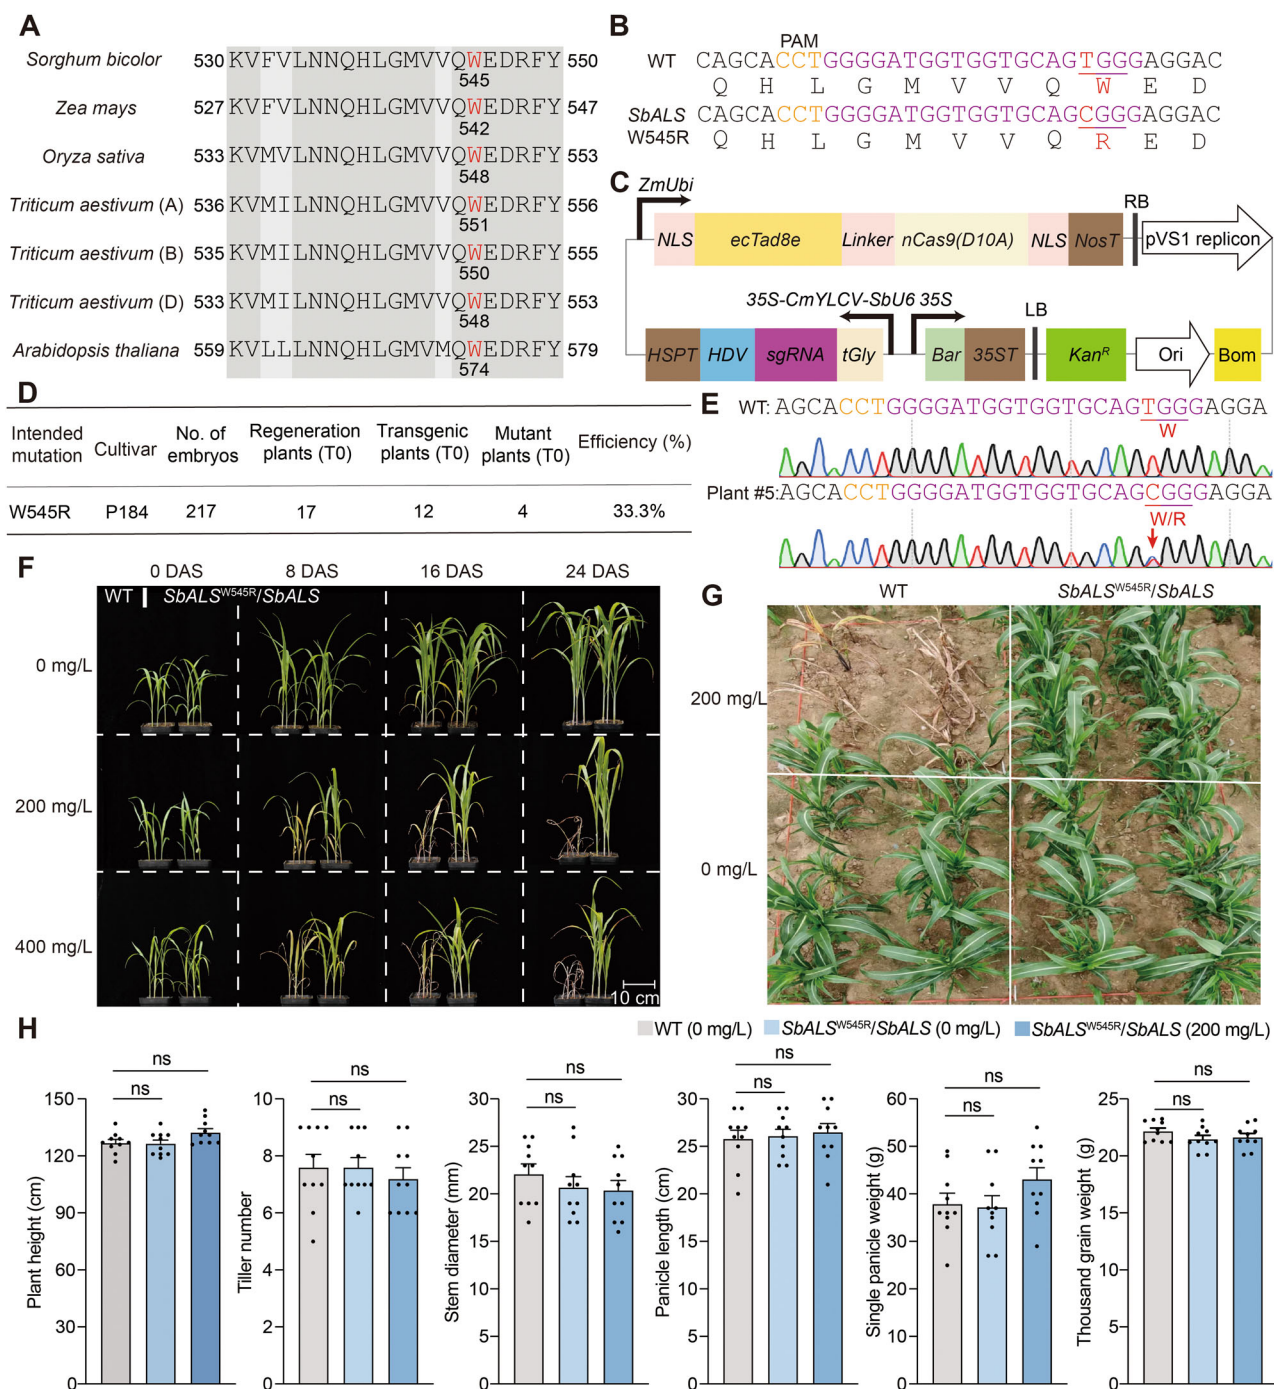 A
Sorghum bicolor 530 KVFVLNNQHLGMVVQWEDRFY 550
545
Zea mays 527 KVFVLNNQHLGMVVQWEDRFY 547
542
Oryza sativa 533 KVMVLNNQHLGMVVQWEDRFY 553
548
Triticum aestivum (A) 536 KVMILNNQHLGMVVQWEDRFY 556
551
Triticum aestivum (B) 535 KVMILNNQHLGMVVQWEDRFY 555
550
Triticum aestivum (D) 533 KVMILNNQHLGMVVQWEDRFY 553
548
Arabidopsis thaliana 559 KVLLLNNQHLGMVMQWEDRFY 579
574
B
PAM
WT CAGCACCTGGGGATGGTGGTGCAGTGGGAGGAC
Q H L G M V V Q W E D
SbALS CAGCACCTGGGGATGGTGGTGCAGCGGGAGGAC
W545R Q H L G M V V Q R E D
C
ZmUbi
RB
NLS ecTad8e Linker nCas9(D10A) NLS NosT pVS1 replicon
35S-CmYLCV-SbU6 35S
LB
HSPT HDV sgRNA tGly Bar 35ST KanR Ori Bom
D
Intended mutation Cultivar No. of embryos Regeneration plants (T0) Transgenic plants (T0) Mutant plants (T0) Efficiency (%)
W545R P184 217 17 12 4 33.3%
E
WT: AGCACCTGGGGATGGTGGTGCAGTGGGAGGA
W
Plant #5: AGCACCTGGGGATGGTGGTGCAGCGGGAGGA
W/R
F
0 DAS 8 DAS 16 DAS 24 DAS
WT SbALSW545R/SbALS
0 mg/L
200 mg/L
400 mg/L
10 cm
G
WT SbALSW545R/SbALS
200 mg/L
0 mg/L
H
WT (0 mg/L) SbALSW545R/SbALS (0 mg/L) SbALSW545R/SbALS (200 mg/L)
Plant height (cm)
150
120
90
60
30
0
ns
ns
Tiller number
10
8
6
4
2
0
ns
ns
Stem diameter (mm)
30
25
20
15
10
5
0
ns
ns
Panicle length (cm)
30
25
20
15
10
5
0
ns
ns
Single panicle weight (g)
60
50
40
30
20
10
0
ns
ns
Thousand grain weight (g)
25
20
15
10
5
0
ns
ns